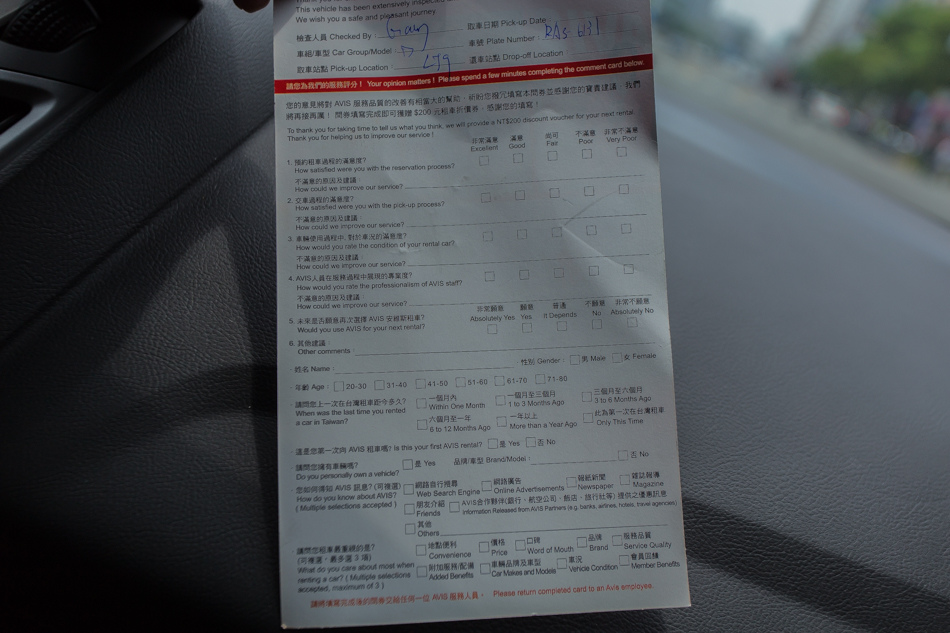 This vehicle has been extensively inspected
We wish you a safe and pleasant journey
檢查人員 Checked By :
取車日期 Pick-up Date
車組/車型 Car Group/Model : D
車號 Plate Number : RAS-6131
取車站點 Pick-up Location :
還車站點 Drop-off Location :
請您為我們的服務評分! Your opinion matters! Please spend a few minutes completing the comment card below.
您的意見將對 AVIS 服務品質的改善有相當大的幫助,祈盼您撥冗填寫本問卷並惠賜您的寶貴建議,我們
將再接再厲! 問券填寫完成即可獲贈 $200 元租車折價券,感謝您的填寫!
To thank you for taking time to tell us what you think, we will provide a NT$200 discount voucher for your next rental.
Thank you for helping us to improve our service!
非常滿意 滿意 尚可 不滿意 非常不滿意
Excellent Good Fair Poor Very Poor
1. 預約租車過程的滿意度?
How satisfied were you with the reservation process?
不滿意的原因及建議:
How could we improve our service?
2. 交車過程的滿意度?
How satisfied were you with the pick-up process?
不滿意的原因及建議:
How could we improve our service?
3. 車輛使用過程中,對於車況的滿意度?
How would you rate the condition of your rental car?
不滿意的原因及建議:
How could we improve our service?
4. AVIS人員在服務過程中展現的專業度?
How would you rate the professionalism of AVIS staff?
不滿意的原因及建議
How could we improve our service?
非常願意 願意 普通 不願意 非常不願意
5. 未來是否願意再次選擇 AVIS 安維斯租車? Absolutely Yes Yes It Depends No Absolutely No
Would you use AVIS for your next rental?
6. 其他建議:
Other comments :
姓名 Name : 性別 Gender : 男 Male 女 Female
年齡 Age : 20-30 31-40 41-50 51-60 61-70 71-80
請問您上一次在台灣租車距今多久? 一個月內 一個月至三個月 三個月至六個月
When was the last time you rented Within One Month 1 to 3 Months Ago 3 to 6 Months Ago
a car in Taiwan? 六個月至一年 一年以上 此為第一次在台灣租車
6 to 12 Months Ago More than a Year Ago Only This Time
這是您第一次向 AVIS 租車嗎? Is this your first AVIS rental? 是 Yes 否 No
請問您擁有車輛嗎? 是 Yes 品牌/車型 Brand/Model : 否 No
Do you personally own a vehicle?
您如何得知 AVIS 訊息? (可複選) 網路自行搜尋 網路廣告 報紙新聞 雜誌報導
How do you know about AVIS? Web Search Engine Online Advertisements Newspaper Magazine
( Multiple selections accepted ) 朋友介紹 AVIS合作夥伴(銀行、航空公司、飯店、旅行社等) 提供之優惠訊息
Friends Information Released from AVIS Partners (e.g. banks, airlines, hotels, travel agencies)
其他
Others
請問您租車最重視的是? 地點便利 價格 口碑 品牌 服務品質
(可複選,最多選 3 項) Convenience Price Word of Mouth Brand Service Quality
What do you care about most when 附加服務/配備 車輛品牌及車型 車況 會員回饋
renting a car? ( Multiple selections Added Benefits Car Makes and Models Vehicle Condition Member Benefits
accepted, maximum of 3 )
請將填寫完成後的問券交給任何一位 AVIS 服務人員。 Please return completed card to an Avis employee.